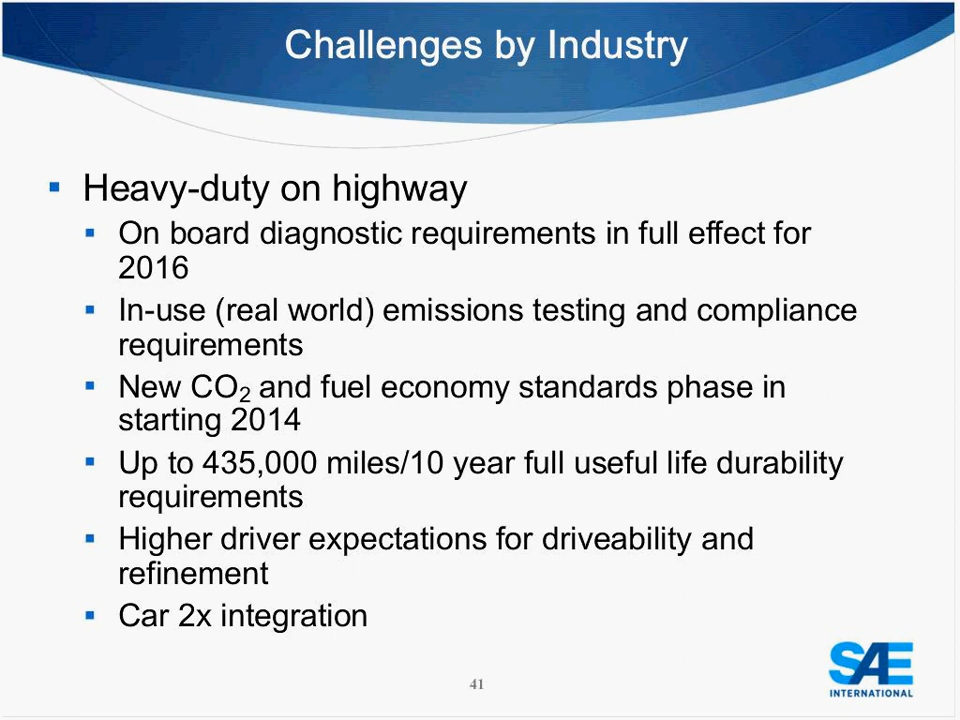 Challenges by Industry
▪ Heavy-duty on highway
▪ On board diagnostic requirements in full effect for
2016
▪ In-use (real world) emissions testing and compliance
requirements
▪ New CO₂ and fuel economy standards phase in
starting 2014
▪ Up to 435,000 miles/10 year full useful life durability
requirements
▪ Higher driver expectations for driveability and
refinement
▪ Car 2x integration
41
SAE
INTERNATIONAL